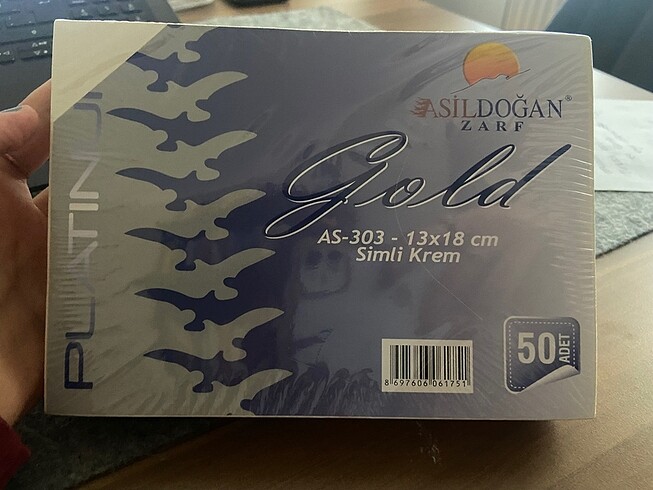 ASİLDOĞAN®
ZARF
Gold
AS-303 - 13x18 cm
Simli Krem
50 ADET
8 697606 061751
PLATINUM